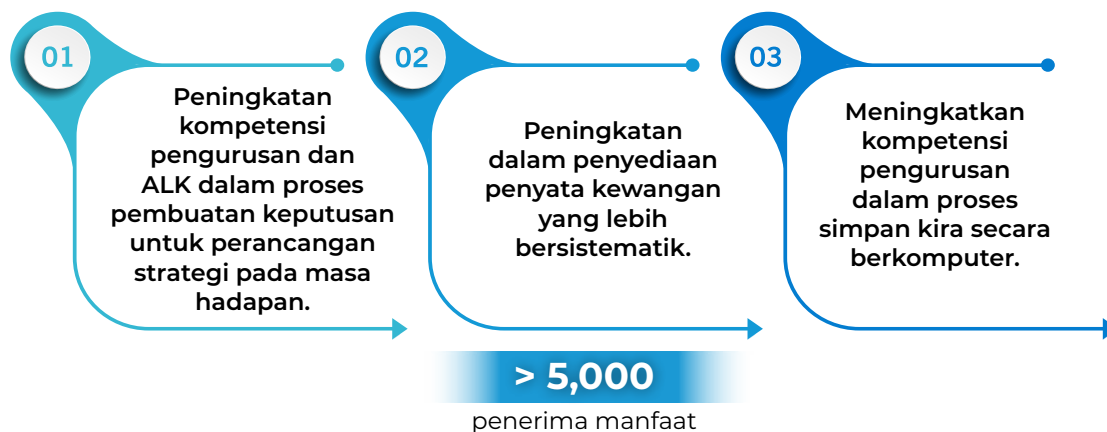 01
Peningkatan
kompetensi
pengurusan dan
ALK dalam proses
pembuatan keputusan
untuk perancangan
strategi pada masa
hadapan.
02
Peningkatan
dalam penyediaan
penyata kewangan
yang lebih
bersistematik.
03
Meningkatkan
kompetensi
pengurusan
dalam proses
simpan kira secara
berkomputer.
> 5,000
penerima manfaat